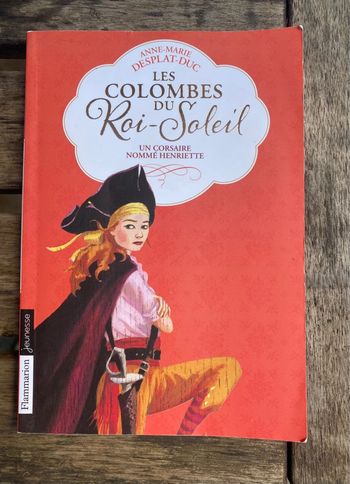 ANNE-MARIE
DESPLAT-DUC
LES
COLOMBES
DU
Roi-Soleil
UN CORSAIRE
NOMMÉ HENRIETTE
Flammarion jeunesse